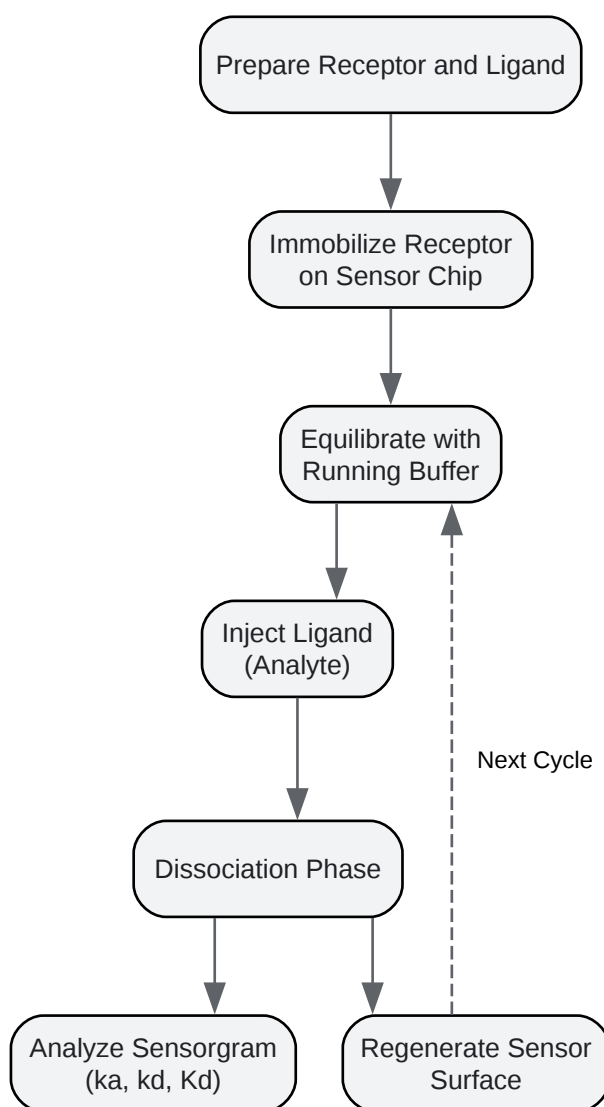 Prepare Receptor and Ligand
Immobilize Receptor
on Sensor Chip
Equilibrate with
Running Buffer
Inject Ligand
(Analyte)
Next Cycle
Dissociation Phase
Analyze Sensorgram
(ka, kd, Kd)
Regenerate Sensor
Surface